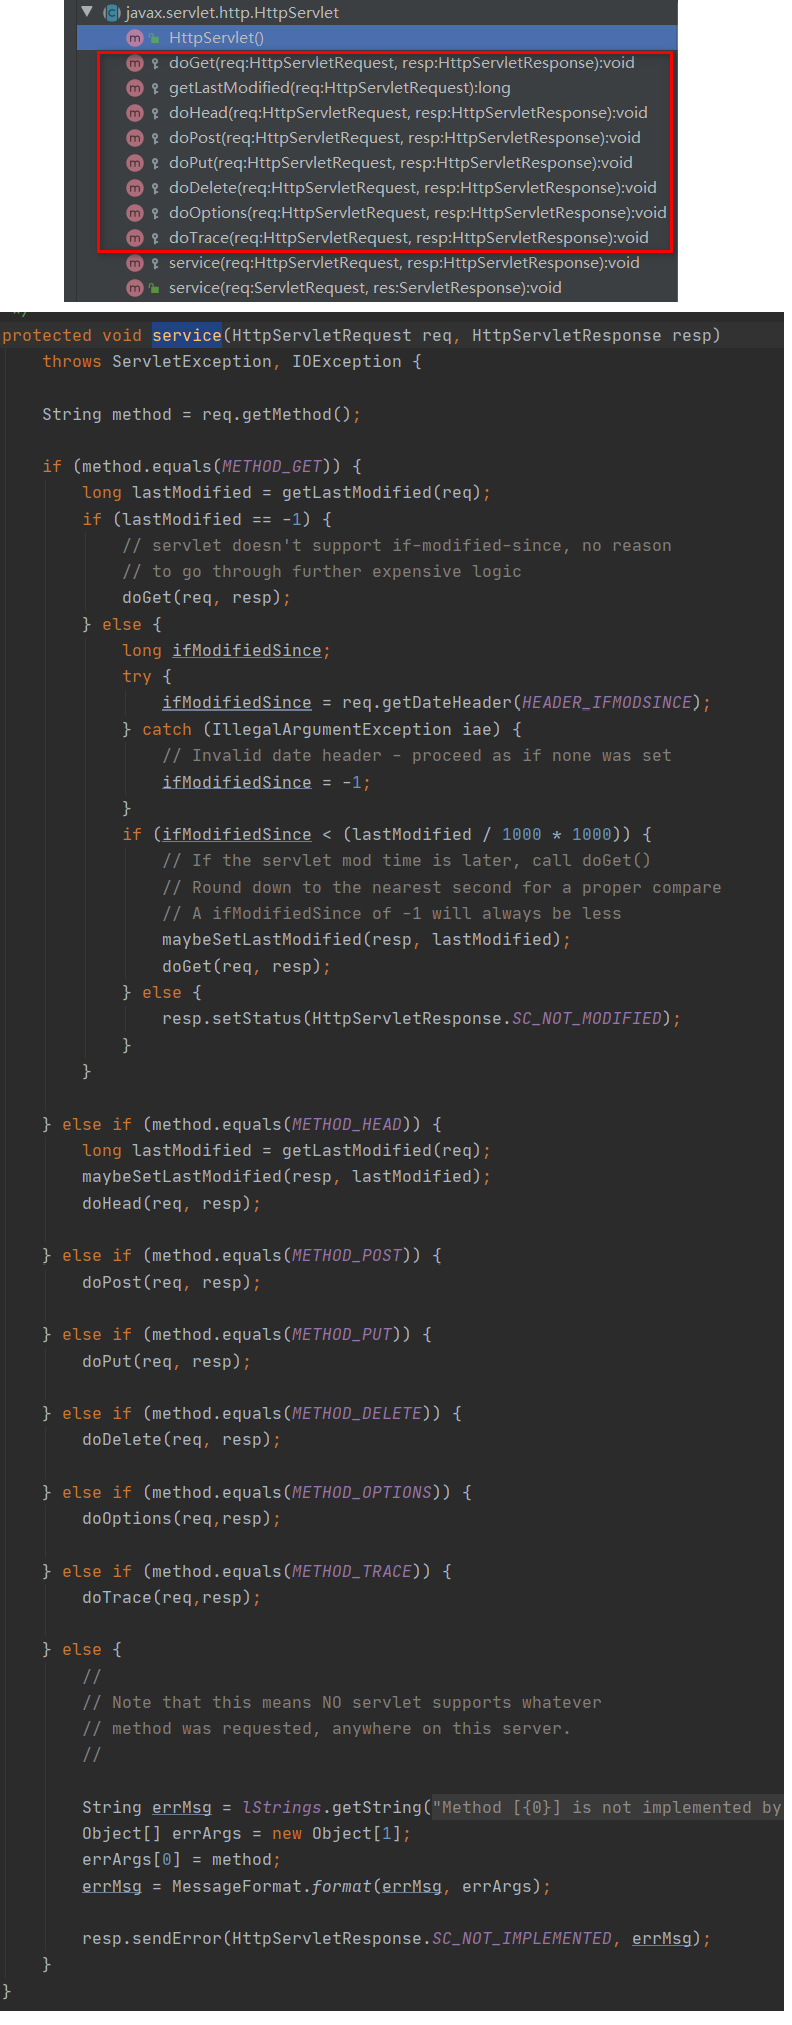 javax.servlet.http.HttpServlet
HttpServlet()
doGet(req:HttpServletRequest, resp:HttpServletResponse):void
getLastModified(req:HttpServletRequest):long
doHead(req:HttpServletRequest, resp:HttpServletResponse):void
doPost(req:HttpServletRequest, resp:HttpServletResponse):void
doPut(req:HttpServletRequest, resp:HttpServletResponse):void
doDelete(req:HttpServletRequest, resp:HttpServletResponse):void
doOptions(req:HttpServletRequest, resp:HttpServletResponse):void
doTrace(req:HttpServletRequest, resp:HttpServletResponse):void
service(req:HttpServletRequest, resp:HttpServletResponse):void
service(req:ServletRequest, res:ServletResponse):void
*/
protected void service(HttpServletRequest req, HttpServletResponse resp)
    throws ServletException, IOException {

    String method = req.getMethod();

    if (method.equals(METHOD_GET)) {
        long lastModified = getLastModified(req);
        if (lastModified == -1) {
            // servlet doesn't support if-modified-since, no reason
            // to go through further expensive logic
            doGet(req, resp);
        } else {
            long ifModifiedSince;
            try {
                ifModifiedSince = req.getDateHeader(HEADER_IFMODSINCE);
            } catch (IllegalArgumentException iae) {
                // Invalid date header - proceed as if none was set
                ifModifiedSince = -1;
            }
            if (ifModifiedSince < (lastModified / 1000 * 1000)) {
                // If the servlet mod time is later, call doGet()
                // Round down to the nearest second for a proper compare
                // A ifModifiedSince of -1 will always be less
                maybeSetLastModified(resp, lastModified);
                doGet(req, resp);
            } else {
                resp.setStatus(HttpServletResponse.SC_NOT_MODIFIED);
            }
        }

    } else if (method.equals(METHOD_HEAD)) {
        long lastModified = getLastModified(req);
        maybeSetLastModified(resp, lastModified);
        doHead(req, resp);

    } else if (method.equals(METHOD_POST)) {
        doPost(req, resp);

    } else if (method.equals(METHOD_PUT)) {
        doPut(req, resp);

    } else if (method.equals(METHOD_DELETE)) {
        doDelete(req, resp);

    } else if (method.equals(METHOD_OPTIONS)) {
        doOptions(req,resp);

    } else if (method.equals(METHOD_TRACE)) {
        doTrace(req,resp);

    } else {
        //
        // Note that this means NO servlet supports whatever
        // method was requested, anywhere on this server.
        //

        String errMsg = lStrings.getString("Method [{0}] is not implemented by
        Object[] errArgs = new Object[1];
        errArgs[0] = method;
        errMsg = MessageFormat.format(errMsg, errArgs);

        resp.sendError(HttpServletResponse.SC_NOT_IMPLEMENTED, errMsg);
    }
}